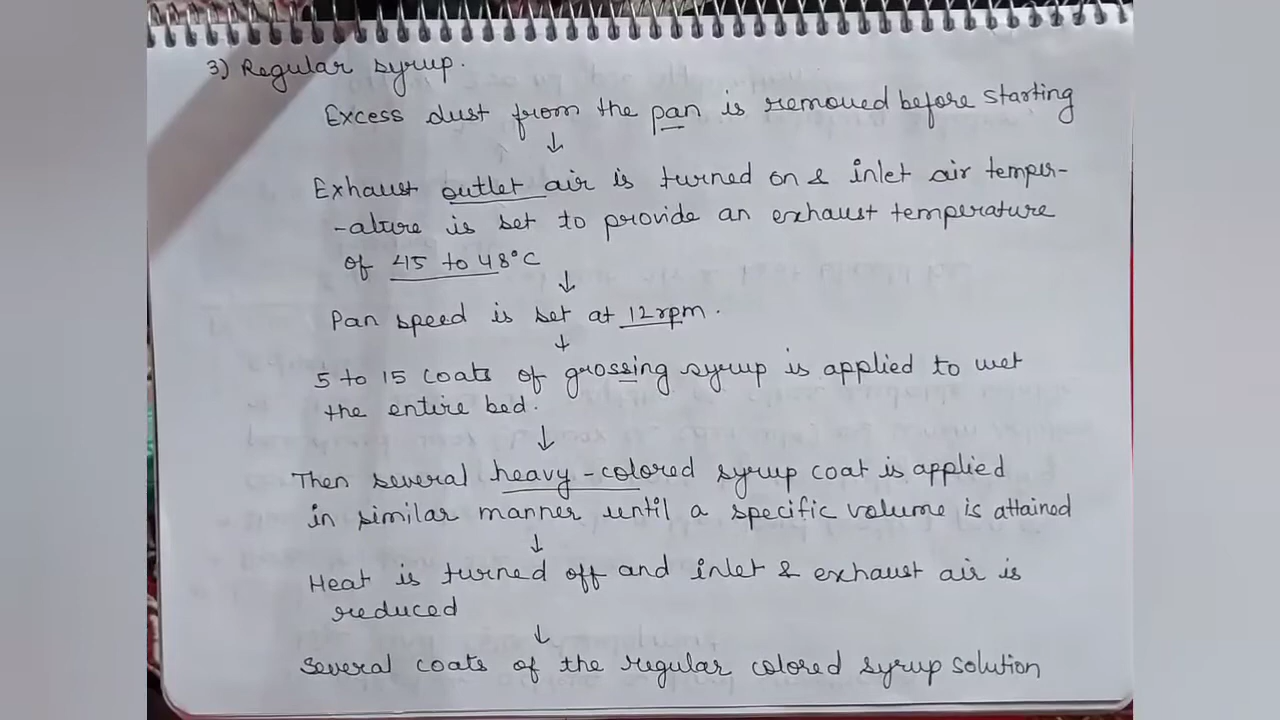 3) Regular syrup.
Excess dust from the pan is removed before starting
↓
Exhaust outlet air is turned on & inlet air temper-
-ature is set to provide an exhaust temperature
of 45 to 48°C
↓
Pan speed is set at 12rpm.
↓
5 to 15 coats of grossing syrup is applied to wet
the entire bed.
↓
Then several heavy-colored syrup coat is applied
in similar manner until a specific volume is attained
↓
Heat is turned off and inlet & exhaust air is
reduced
↓
Several coats of the regular colored syrup solution